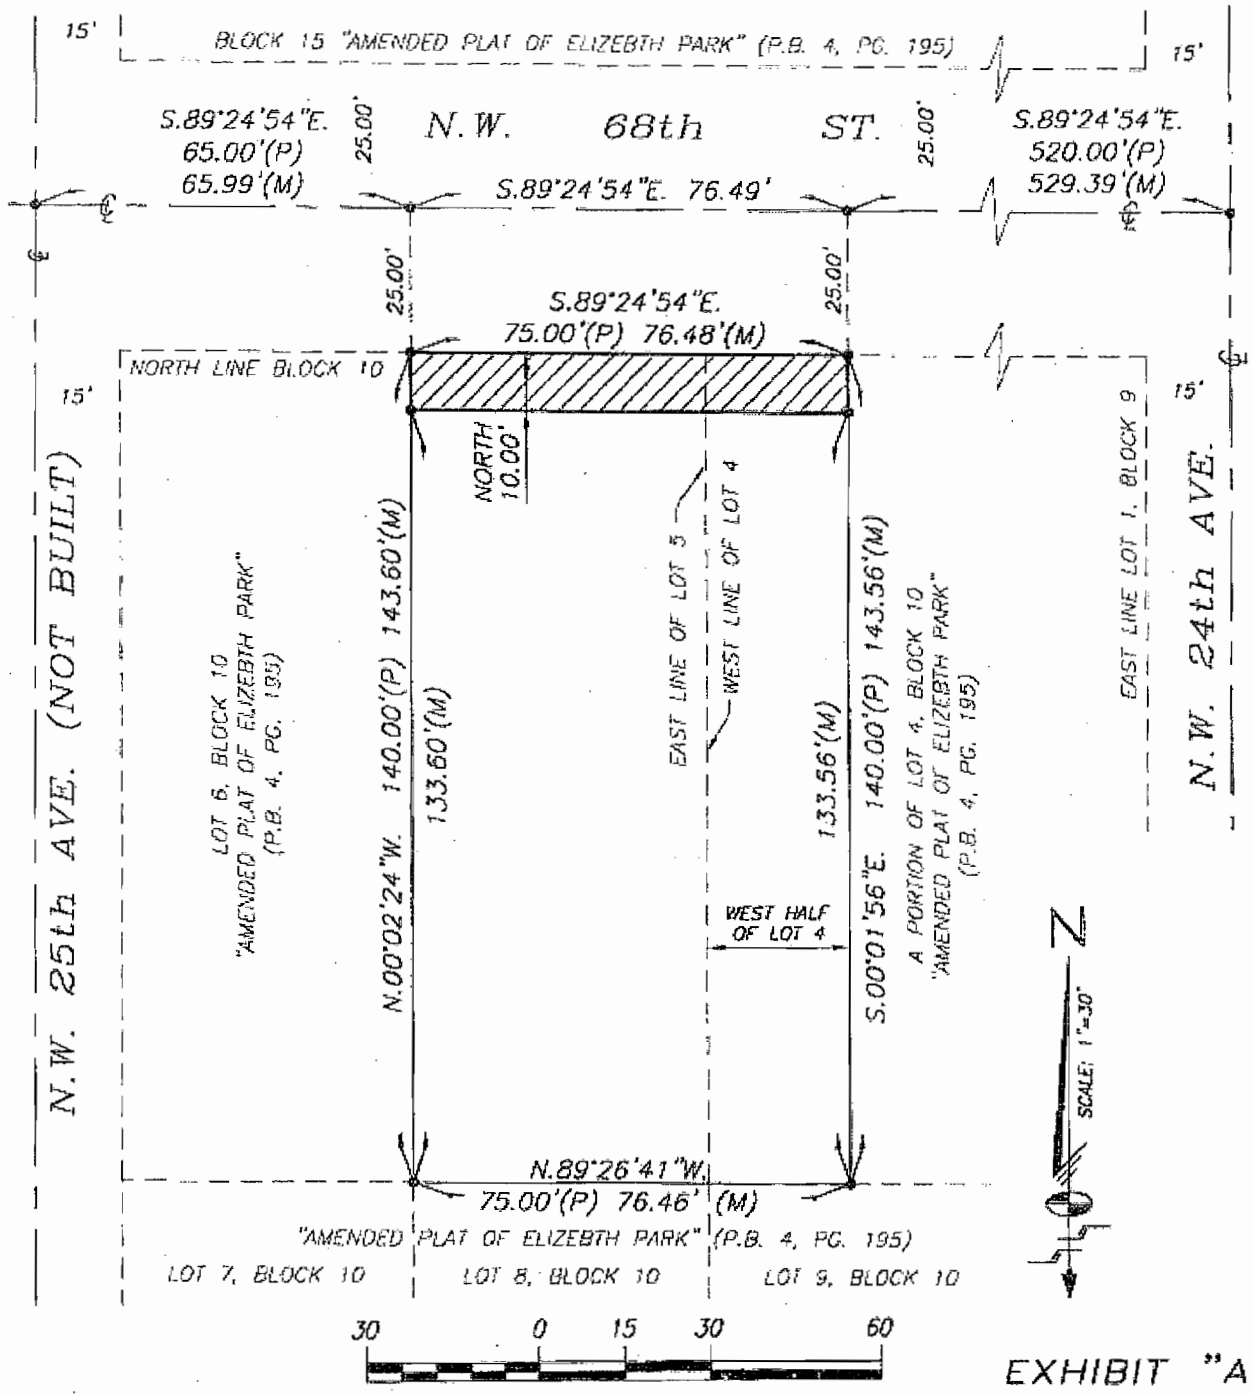 15'
BLOCK 15 "AMENDED PLAT OF ELIZEBTH PARK" (P.B. 4, PG. 195)
15'
S.89°24'54"E.
65.00'(P)
65.99'(M)
25.00'
N.W. 68th ST.
25.00'
S.89°24'54"E.
520.00'(P)
529.39'(M)
S.89°24'54"E. 76.49'
25.00'
25.00'
S.89°24'54"E.
75.00'(P) 76.48'(M)
NORTH LINE BLOCK 10
15'
15'
NORTH
10.00'
N.W. 25th AVE. (NOT BUILT)
LOT 6, BLOCK 10
"AMENDED PLAT OF ELIZEBTH PARK"
(P.B. 4, PG. 195)
N.00°02'24"W. 140.00'(P) 143.60'(M)
133.60'(M)
EAST LINE OF LOT 5
WEST LINE OF LOT 4
133.56'(M)
S.00°01'56"E. 140.00'(P) 143.56'(M)
A PORTION OF LOT 4, BLOCK 10
"AMENDED PLAT OF ELIZEBTH PARK"
(P.B. 4, PG. 195)
EAST LINE LOT 1, BLOCK 9
N.W. 24th AVE.
WEST HALF
OF LOT 4
N
SCALE: 1"=30"
N.89°26'41"W.
75.00'(P) 76.46' (M)
"AMENDED PLAT OF ELIZEBTH PARK" (P.B. 4, PG. 195)
LOT 7, BLOCK 10
LOT 8, BLOCK 10
LOT 9, BLOCK 10
30 0 15 30 60
EXHIBIT "A